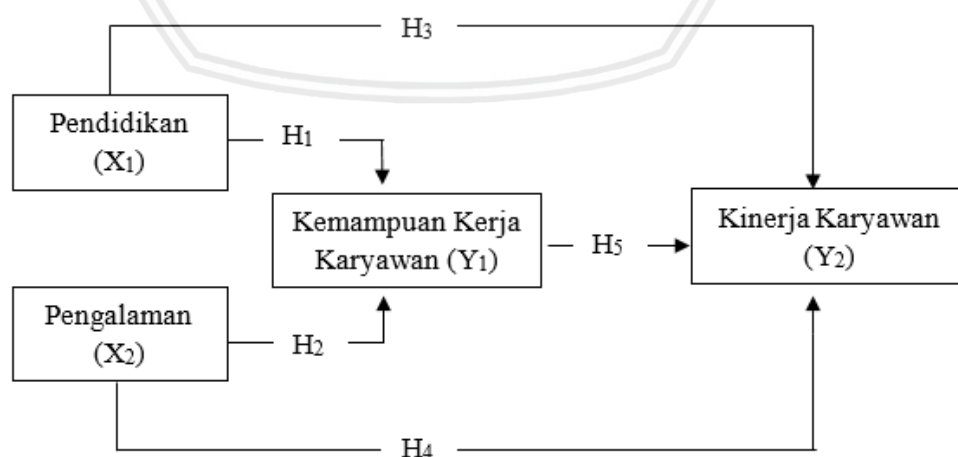 H₃
Pendidikan
(X₁)
H₁
Kemampuan Kerja
Karyawan (Y₁)
H₅
Kinerja Karyawan
(Y₂)
Pengalaman
(X₂)
H₂
H₄